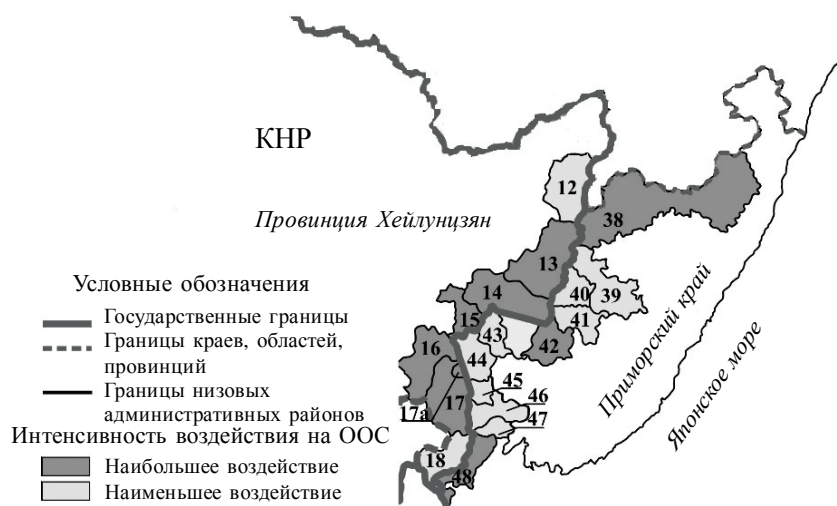 КНР
Провинция Хейлунцзян
12
38
13
14
40
39
15
41
43
42
16
44
45
46
17
47
17а
18
48
Приморский край
Японское море
Условные обозначения
Государственные границы
Границы краев, областей,
провинций
Границы низовых
административных районов
Интенсивность воздействия на ООС
Наибольшее воздействие
Наименьшее воздействие